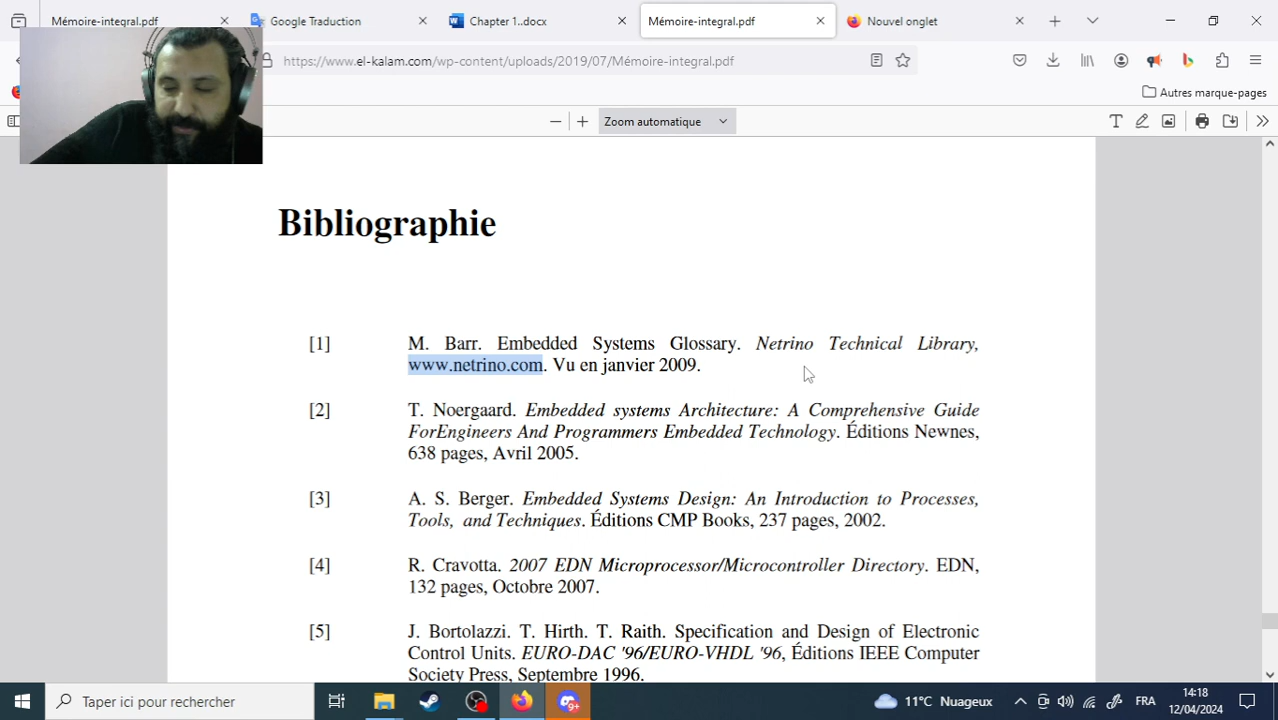 Mémoire-integral.pdf
Google Traduction
Chapter 1..docx
Mémoire-integral.pdf
Nouvel onglet
https://www.el-kalam.com/wp-content/uploads/2019/07/Mémoire-integral.pdf
Autres marque-pages
Zoom automatique
Bibliographie
[1] M. Barr. Embedded Systems Glossary. Netrino Technical Library,
www.netrino.com. Vu en janvier 2009.
[2] T. Noergaard. Embedded systems Architecture: A Comprehensive Guide
ForEngineers And Programmers Embedded Technology. Éditions Newnes,
638 pages, Avril 2005.
[3] A. S. Berger. Embedded Systems Design: An Introduction to Processes,
Tools, and Techniques. Éditions CMP Books, 237 pages, 2002.
[4] R. Cravotta. 2007 EDN Microprocessor/Microcontroller Directory. EDN,
132 pages, Octobre 2007.
[5] J. Bortolazzi. T. Hirth. T. Raith. Specification and Design of Electronic
Control Units. EURO-DAC '96/EURO-VHDL '96, Éditions IEEE Computer
Society Press, Septembre 1996.
Taper ici pour rechercher
9+
11°C Nuageux
FRA
14:18
12/04/2024